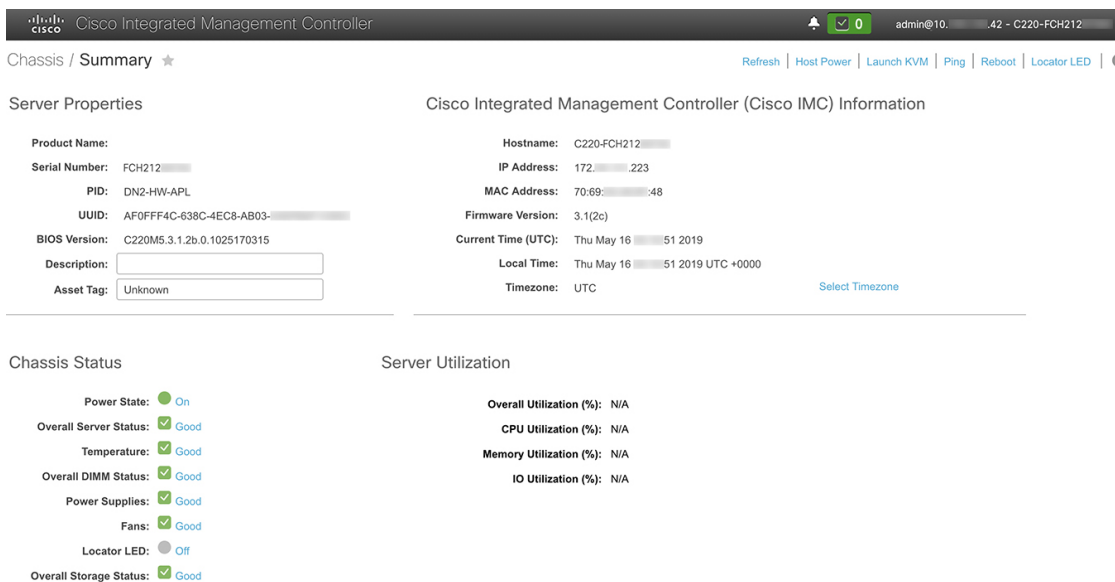 cisco Cisco Integrated Management Controller 0 admin@10. .42 - C220-FCH212
Chassis / Summary Refresh Host Power Launch KVM Ping Reboot Locator LED
Server Properties
Product Name:
Serial Number: FCH212
PID: DN2-HW-APL
UUID: AF0FFF4C-638C-4EC8-AB03-
BIOS Version: C220M5.3.1.2b.0.1025170315
Description:
Asset Tag: Unknown
Cisco Integrated Management Controller (Cisco IMC) Information
Hostname: C220-FCH212
IP Address: 172. .223
MAC Address: 70:69: :48
Firmware Version: 3.1(2c)
Current Time (UTC): Thu May 16 51 2019
Local Time: Thu May 16 51 2019 UTC +0000
Timezone: UTC Select Timezone
Chassis Status
Power State: On
Overall Server Status: Good
Temperature: Good
Overall DIMM Status: Good
Power Supplies: Good
Fans: Good
Locator LED: Off
Overall Storage Status: Good
Server Utilization
Overall Utilization (%): N/A
CPU Utilization (%): N/A
Memory Utilization (%): N/A
IO Utilization (%): N/A